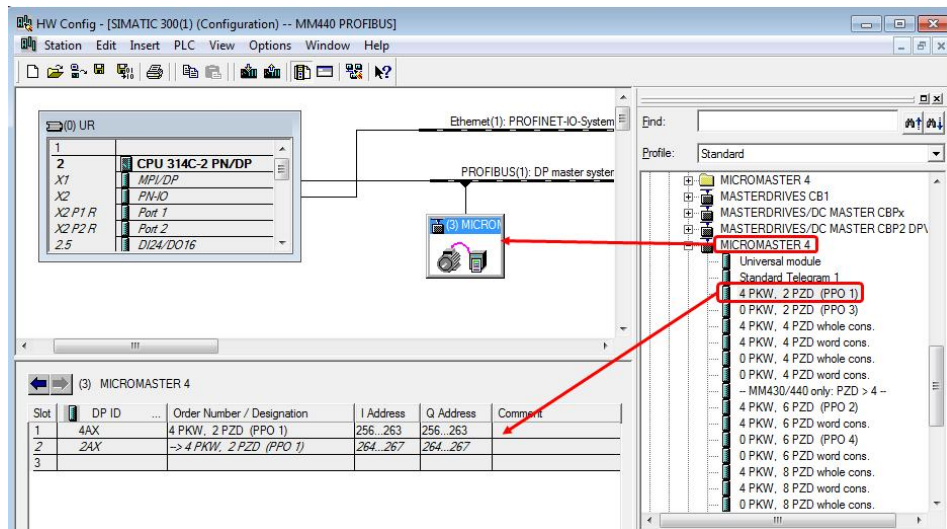 HW Config - [SIMATIC 300(1) (Configuration) -- MM440 PROFIBUS]
Station Edit Insert PLC View Options Window Help
(0) UR
1
2 CPU 314C-2 PN/DP
X1 MPI/DP
X2 PN-IO
X2 P1 R Port 1
X2 P2 R Port 2
2.5 DI24/DO16
Ethernet(1): PROFINET-IO-System
PROFIBUS(1): DP master syster
(3) MICROM
(3) MICROMASTER 4
Slot DP ID ... Order Number / Designation I Address Q Address Comment
1 4AX 4 PKW, 2 PZD (PPO 1) 256...263 256...263
2 2AX --> 4 PKW, 2 PZD (PPO 1) 264...267 264...267
3
Find:
Profile: Standard
MICROMASTER 4
MASTERDRIVES CB1
MASTERDRIVES/DC MASTER CBPx
MASTERDRIVES/DC MASTER CBP2 DPV
MICROMASTER 4
Universal module
Standard Telegram 1
4 PKW, 2 PZD (PPO 1)
0 PKW, 2 PZD (PPO 3)
4 PKW, 4 PZD whole cons.
4 PKW, 4 PZD word cons.
0 PKW, 4 PZD whole cons.
0 PKW, 4 PZD word cons.
-- MM430/440 only: PZD > 4 --
4 PKW, 6 PZD (PPO 2)
4 PKW, 6 PZD whole cons.
0 PKW, 6 PZD (PPO 4)
0 PKW, 6 PZD word cons.
4 PKW, 8 PZD whole cons.
4 PKW, 8 PZD word cons.
0 PKW, 8 PZD whole cons.